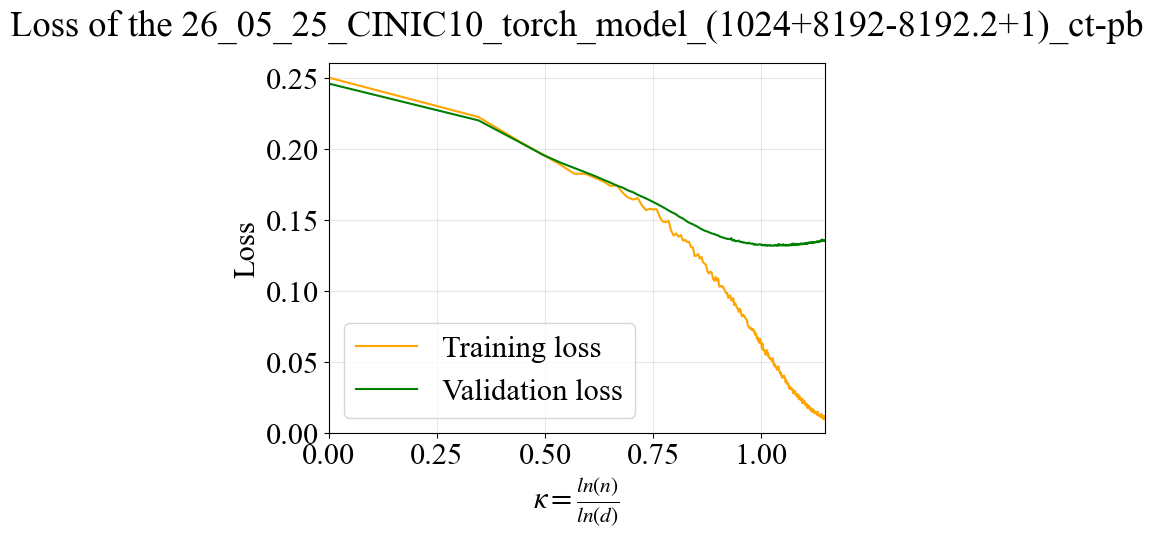 Loss of the 26_05_25_CINIC10_torch_model_(1024+8192-8192.2+1)_ct-pb
0.25
0.20
0.15
0.10
0.05
0.00
Loss
Training loss
Validation loss
0.00 0.25 0.50 0.75 1.00
κ = ln(n)/ln(d)